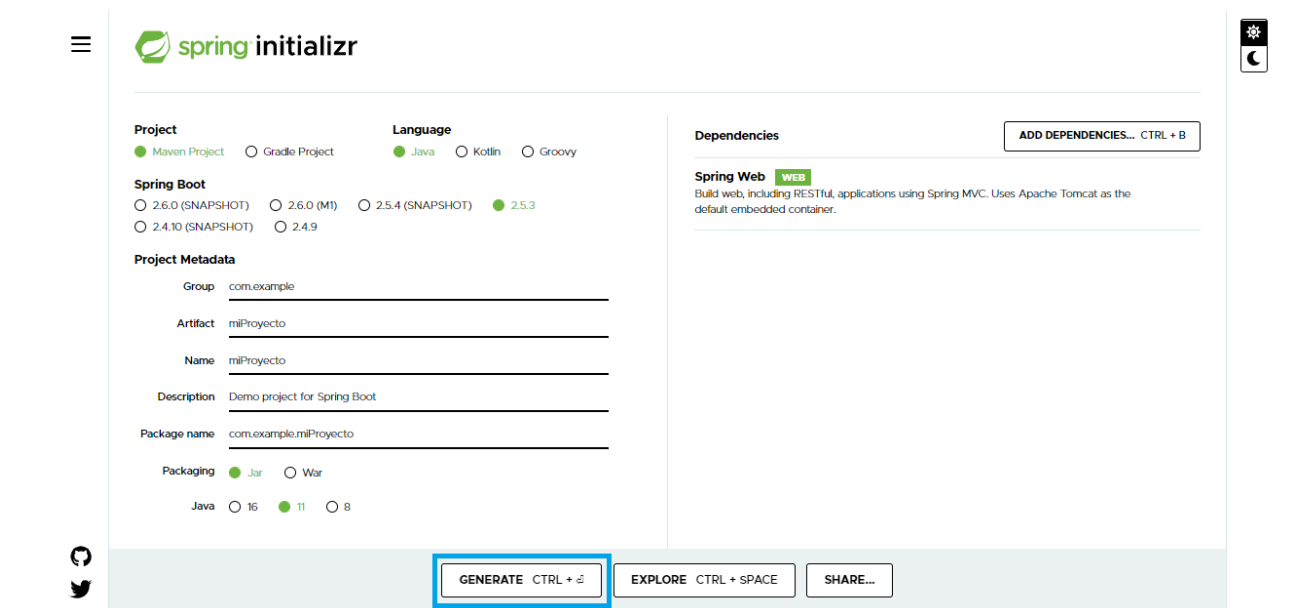 spring initializr
Project
Maven Project Gradle Project
Language
Java Kotlin Groovy
Spring Boot
2.6.0 (SNAPSHOT) 2.6.0 (M1) 2.5.4 (SNAPSHOT) 2.5.3
2.4.10 (SNAPSHOT) 2.4.9
Project Metadata
Group com.example
Artifact miProyecto
Name miProyecto
Description Demo project for Spring Boot
Package name com.example.miProyecto
Packaging Jar War
Java 16 11 8
Dependencies
ADD DEPENDENCIES... CTRL + B
Spring Web WEB
Build web, including RESTful, applications using Spring MVC. Uses Apache Tomcat as the
default embedded container.
GENERATE CTRL + ⏎ EXPLORE CTRL + SPACE SHARE...